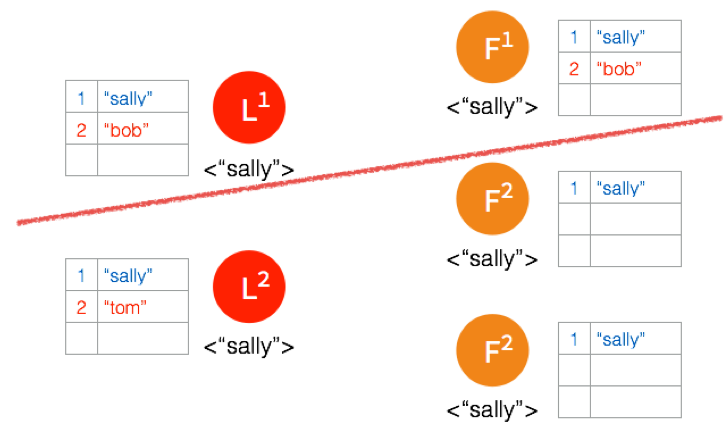 1 "sally"
2 "bob"
L¹
<"sally">
F¹
<"sally">
1 "sally"
2 "bob"
F²
<"sally">
1 "sally"
1 "sally"
2 "tom"
L²
<"sally">
F²
<"sally">
1 "sally"